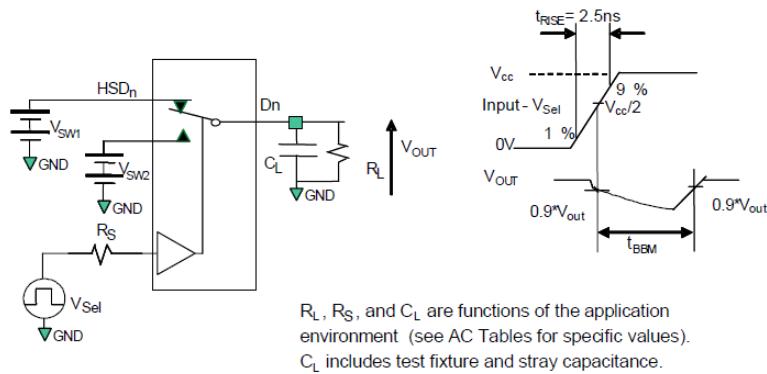 HSDn
Dn
VSW1
GND
VSW2
GND
CL
RL
VOUT
GND
RS
VSel
GND
tRISE= 2.5ns
Vcc
9 %
Input - VSel
Vcc/2
1 %
0V
VOUT
0.9*Vout
0.9*Vout
tBBM
RL, RS, and CL are functions of the application
environment (see AC Tables for specific values).
CL includes test fixture and stray capacitance.